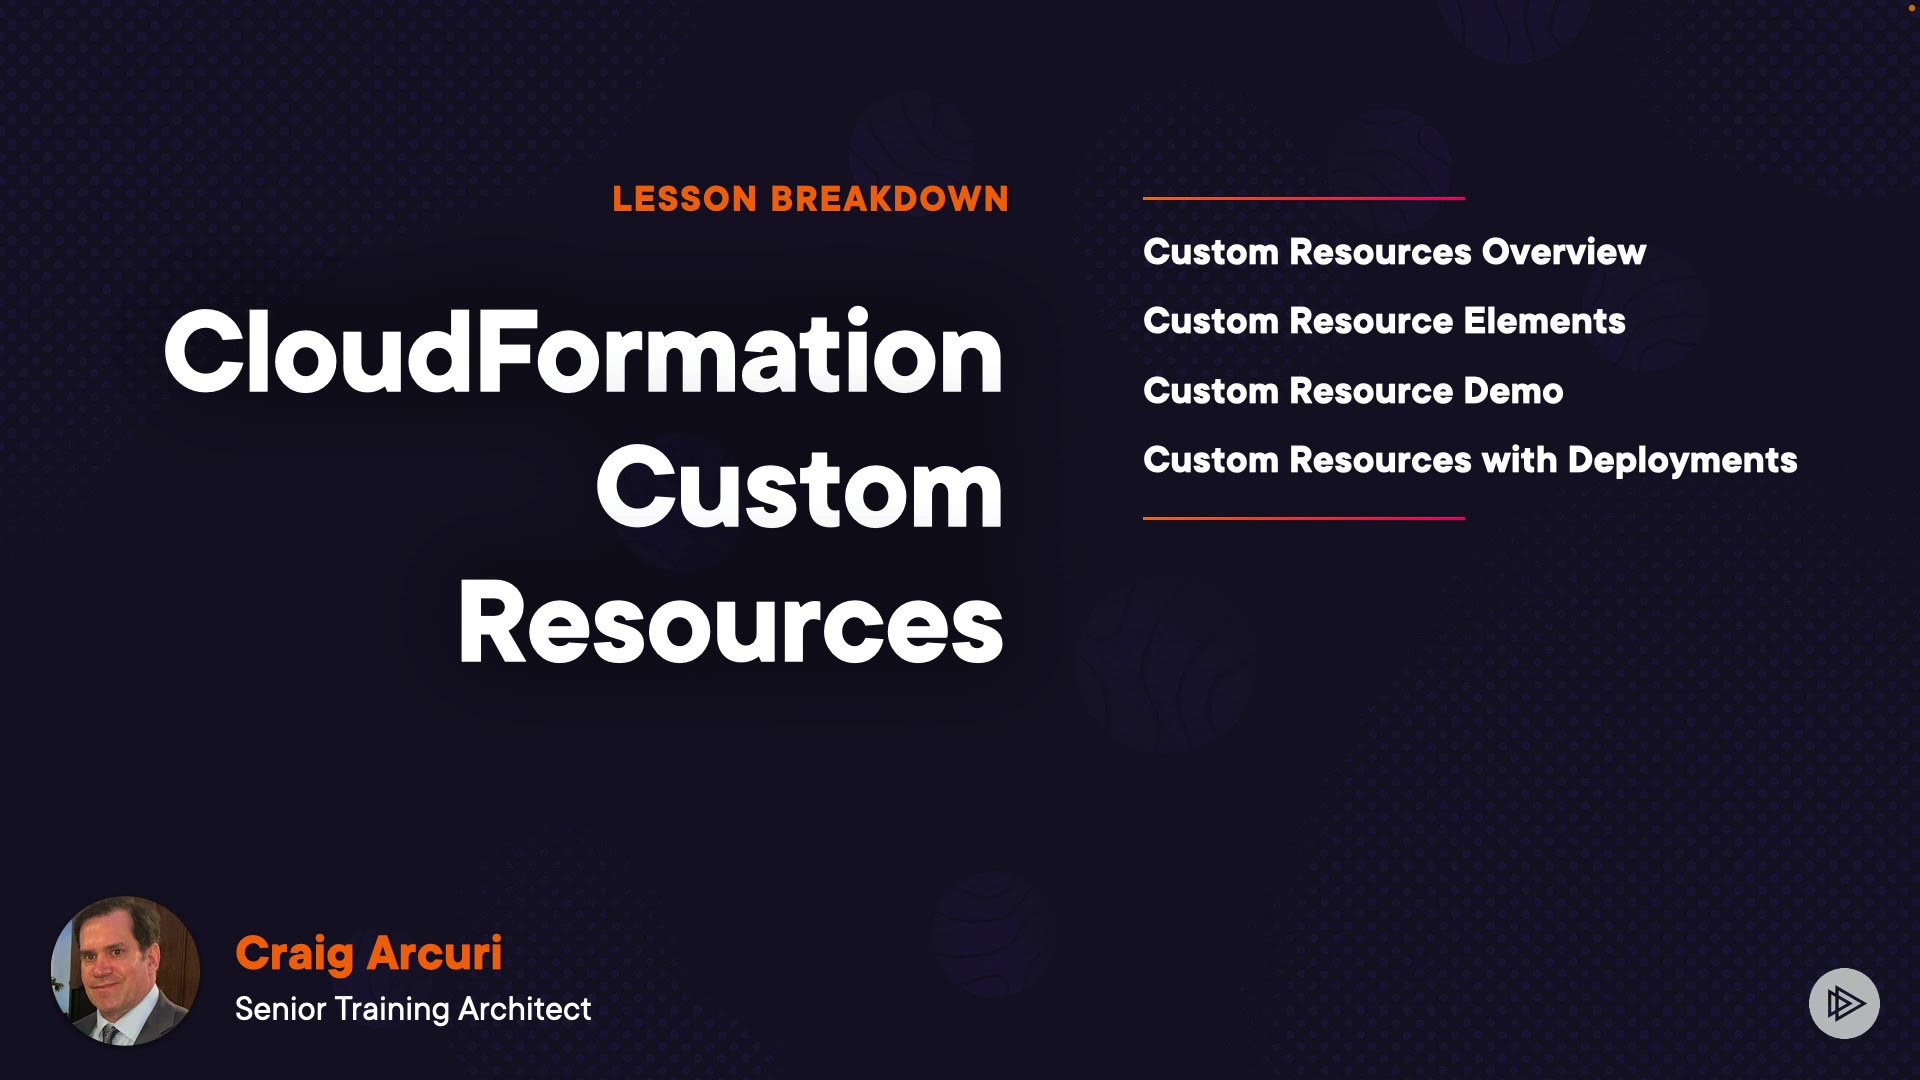 LESSON BREAKDOWN
CloudFormation
Custom
Resources
Custom Resources Overview
Custom Resource Elements
Custom Resource Demo
Custom Resources with Deployments
Craig Arcuri
Senior Training Architect